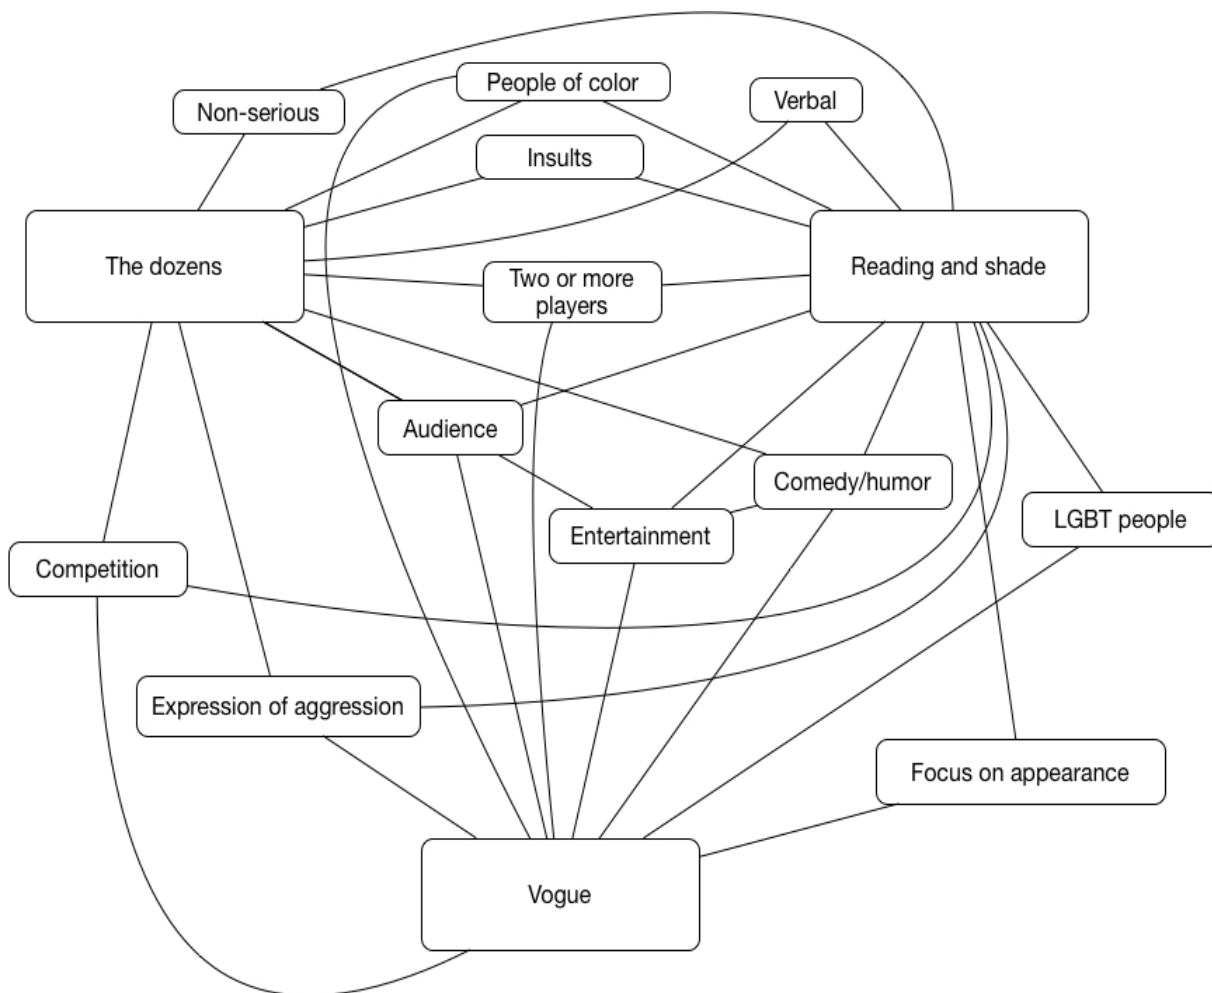 People of color
Non-serious
Verbal
Insults
The dozens
Reading and shade
Two or more
players
Audience
Comedy/humor
LGBT people
Entertainment
Competition
Expression of aggression
Focus on appearance
Vogue